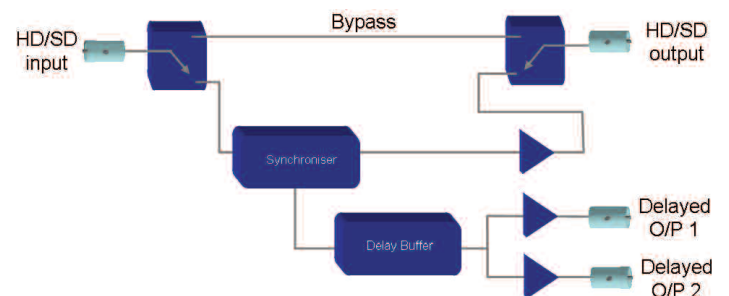 Bypass
HD/SD
input
HD/SD
output
Synchroniser
Delay Buffer
Delayed
O/P 1
Delayed
O/P 2